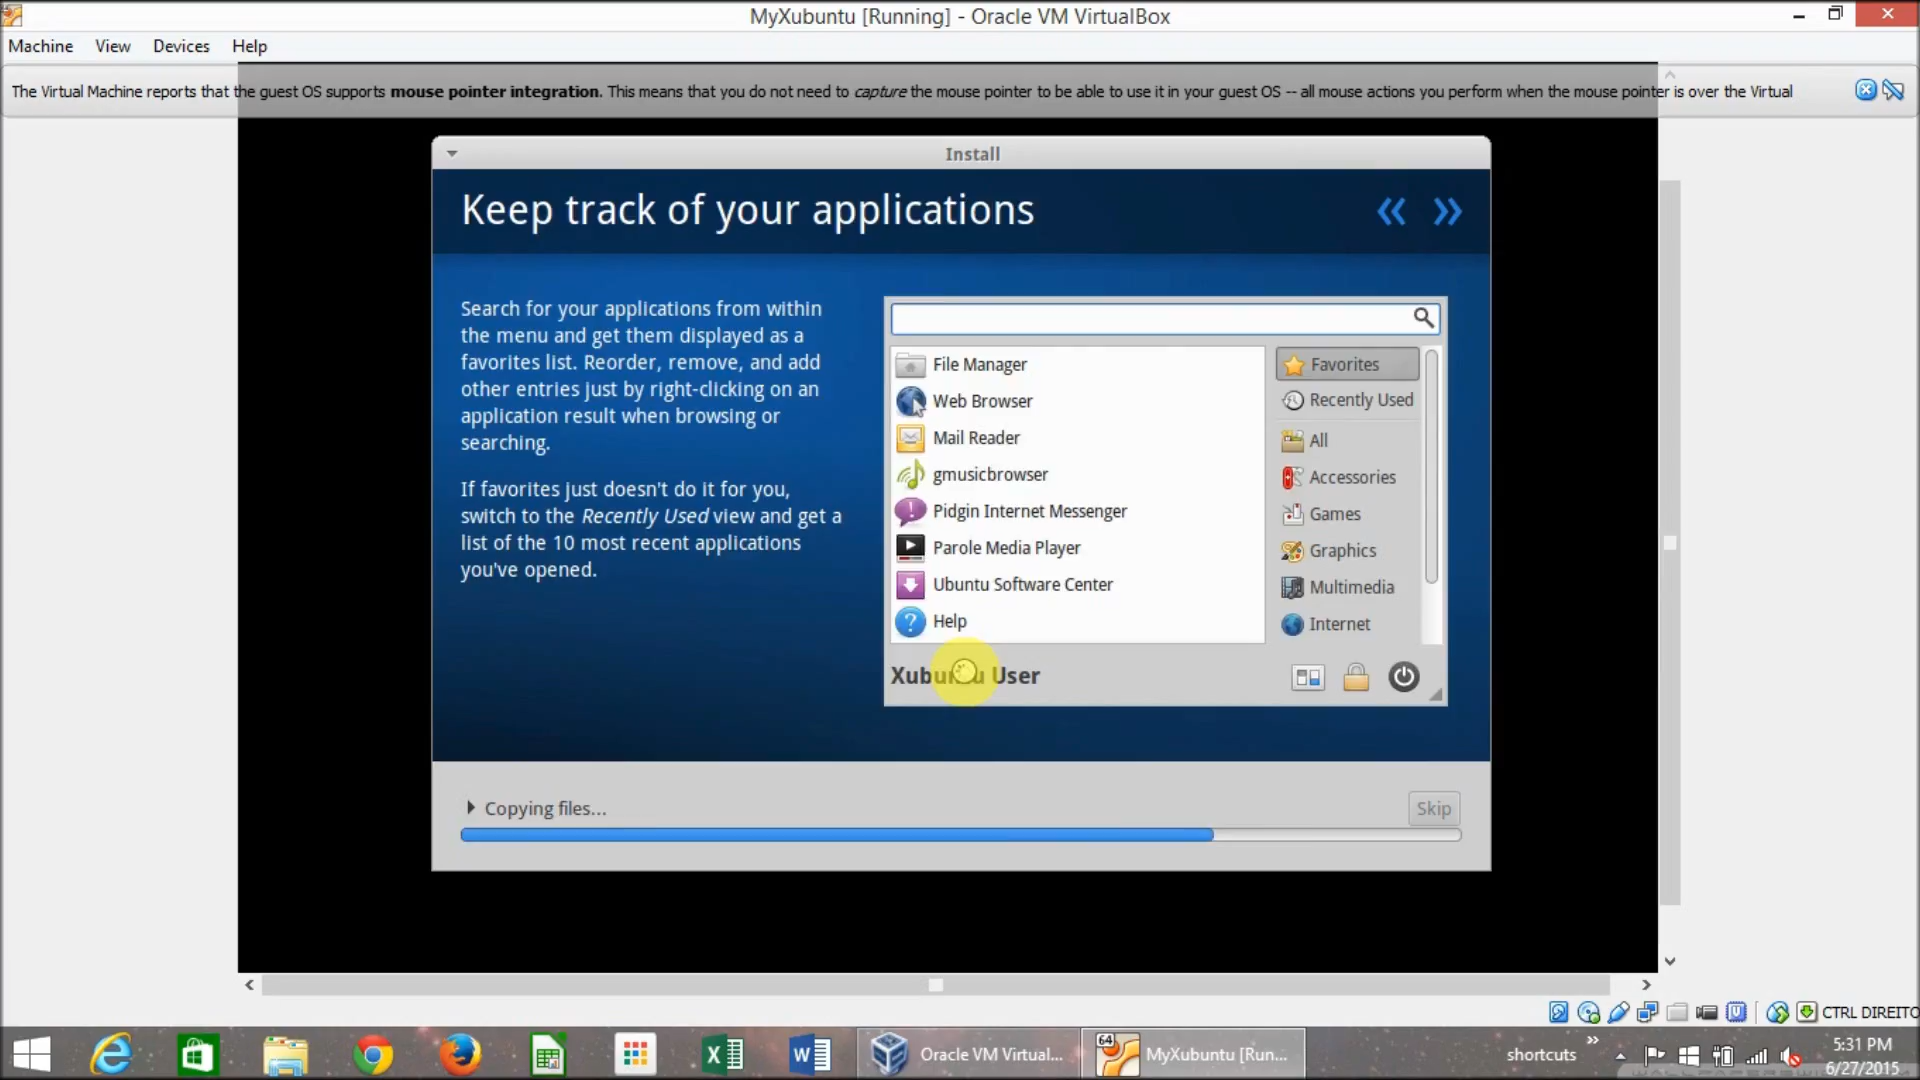 MyXubuntu [Running] - Oracle VM VirtualBox
Machine View Devices Help
The Virtual Machine reports that the guest OS supports mouse pointer integration. This means that you do not need to capture the mouse pointer to be able to use it in your guest OS -- all mouse actions you perform when the mouse pointer is over the Virtual
Install
Keep track of your applications
Search for your applications from within
the menu and get them displayed as a
favorites list. Reorder, remove, and add
other entries just by right-clicking on an
application result when browsing or
searching.
If favorites just doesn't do it for you,
switch to the Recently Used view and get a
list of the 10 most recent applications
you've opened.
File Manager
Web Browser
Mail Reader
gmusicbrowser
Pidgin Internet Messenger
Parole Media Player
Ubuntu Software Center
Help
Favorites
Recently Used
All
Accessories
Games
Graphics
Multimedia
Internet
Xubuntu User
Copying files...
Skip
CTRL DIREITO
Oracle VM Virtual...
64
MyXubuntu [Run...
shortcuts
5:31 PM
6/27/2015